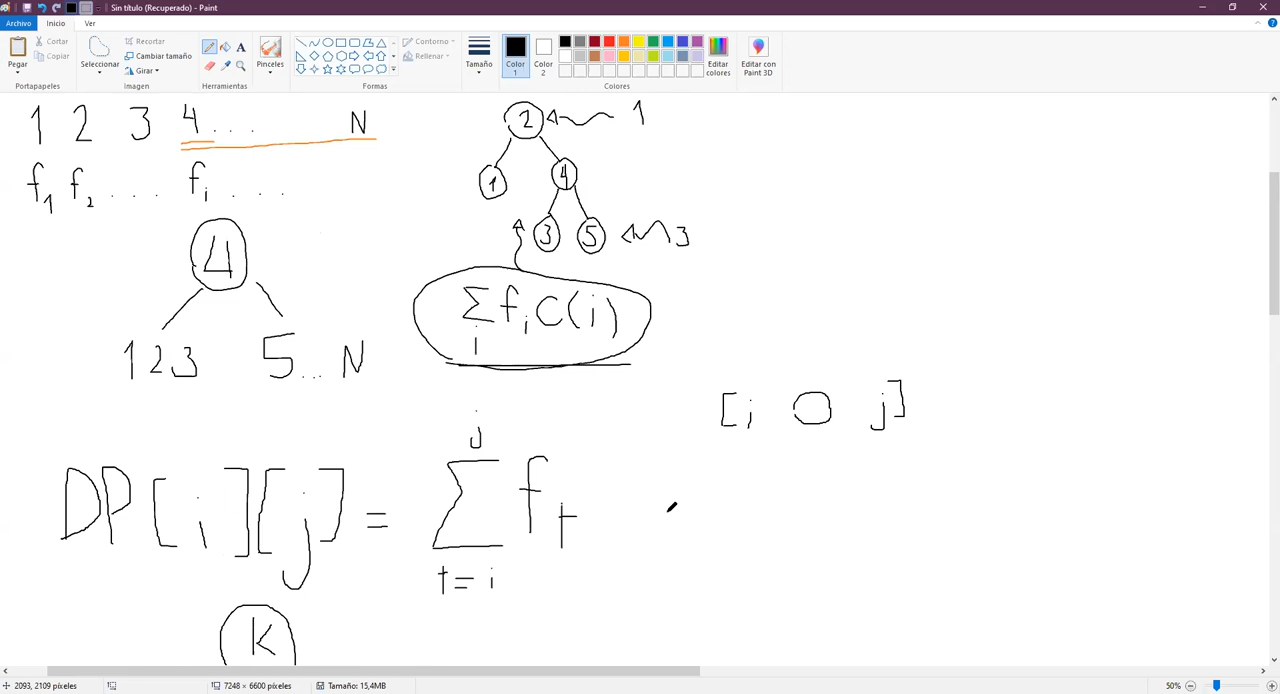 Sin título (Recuperado) - Paint
Archivo Inicio Ver
Pegar
Cortar
Copiar
Portapapeles
Seleccionar
Recortar
Cambiar tamaño
Girar
Imagen
A
Herramientas
Pinceles
Contorno
Rellenar
Formas
Tamaño
Color 1
Color 2
Editar colores
Colores
Editar con Paint 3D
1 2 3 4 . . . N
f1 f2 . . . . fi . . . .
4
1 2 3 5 ... N
2 1
1 4
3 5 3
∑ fi C(i)
i
[i O j]
j
DP[i][j] = ∑ ft
t = i
K
2093, 2109 píxeles
7248 × 6600 píxeles
Tamaño: 15,4MB
50%